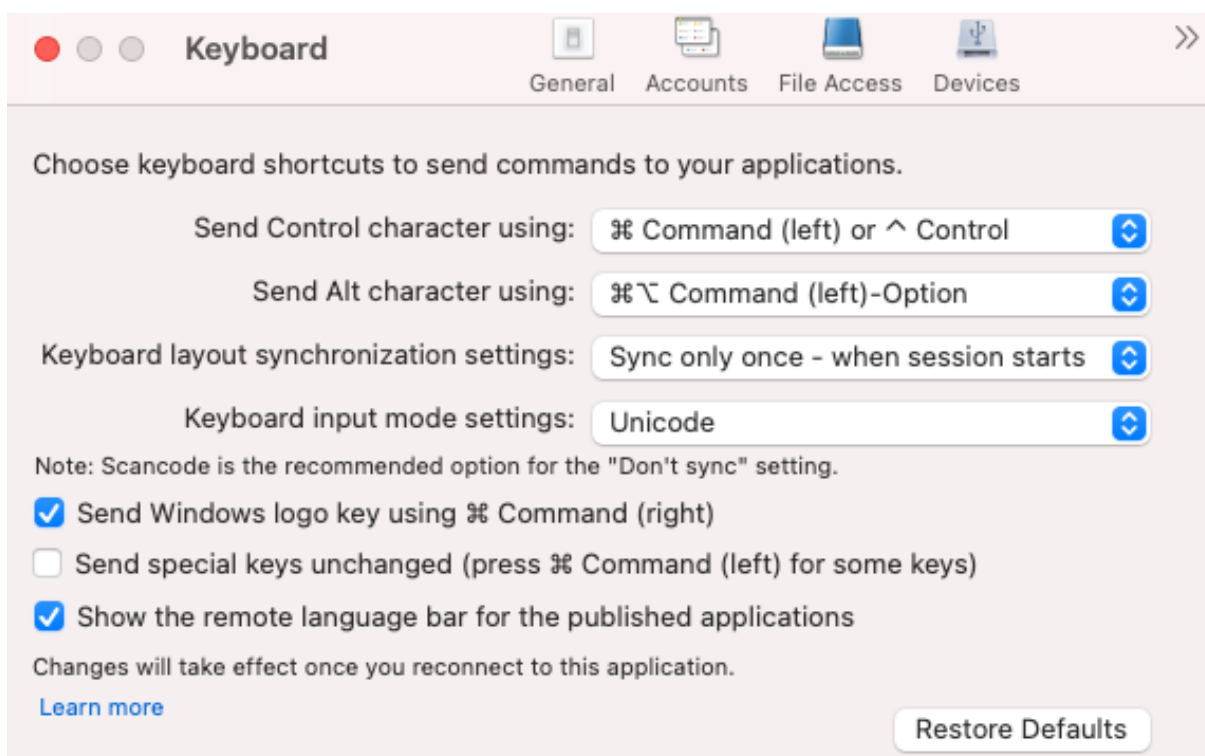 Keyboard
General Accounts File Access Devices
Choose keyboard shortcuts to send commands to your applications.
Send Control character using: ⌘ Command (left) or ^ Control
Send Alt character using: ⌘⌥ Command (left)-Option
Keyboard layout synchronization settings: Sync only once - when session starts
Keyboard input mode settings: Unicode
Note: Scancode is the recommended option for the "Don't sync" setting.
Send Windows logo key using ⌘ Command (right)
Send special keys unchanged (press ⌘ Command (left) for some keys)
Show the remote language bar for the published applications
Changes will take effect once you reconnect to this application.
Learn more
Restore Defaults